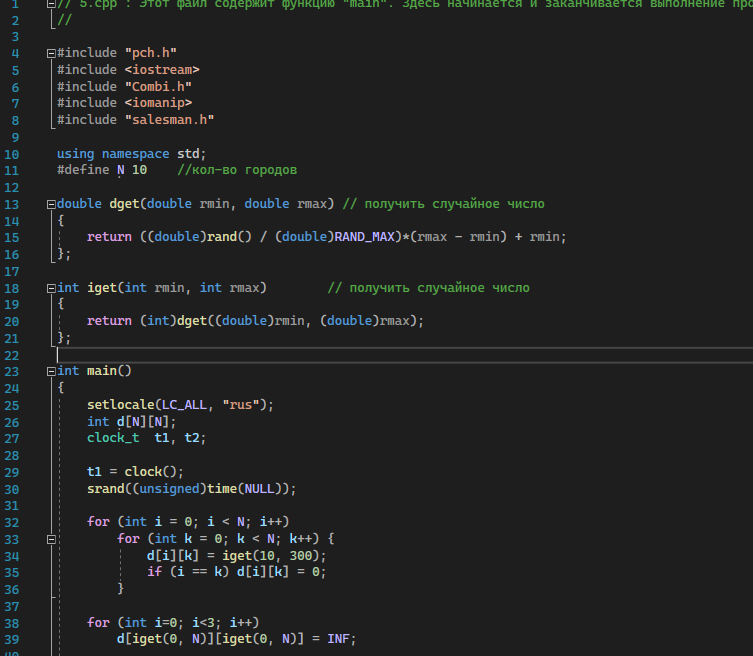 1 // 5.cpp : Этот файл содержит функцию "main". Здесь начинается и заканчивается выполнение про
2 //
3
4 #include "pch.h"
5 #include <iostream>
6 #include "Combi.h"
7 #include <iomanip>
8 #include "salesman.h"
9
10 using namespace std;
11 #define N 10    //кол-во городов
12
13 double dget(double rmin, double rmax) // получить случайное число
14 {
15     return ((double)rand() / (double)RAND_MAX)*(rmax - rmin) + rmin;
16 };
17
18 int iget(int rmin, int rmax)        // получить случайное число
19 {
20     return (int)dget((double)rmin, (double)rmax);
21 };
22
23 int main()
24 {
25     setlocale(LC_ALL, "rus");
26     int d[N][N];
27     clock_t  t1, t2;
28
29     t1 = clock();
30     srand((unsigned)time(NULL));
31
32     for (int i = 0; i < N; i++)
33         for (int k = 0; k < N; k++) {
34             d[i][k] = iget(10, 300);
35             if (i == k) d[i][k] = 0;
36         }
37
38     for (int i=0; i<3; i++)
39         d[iget(0, N)][iget(0, N)] = INF;
40